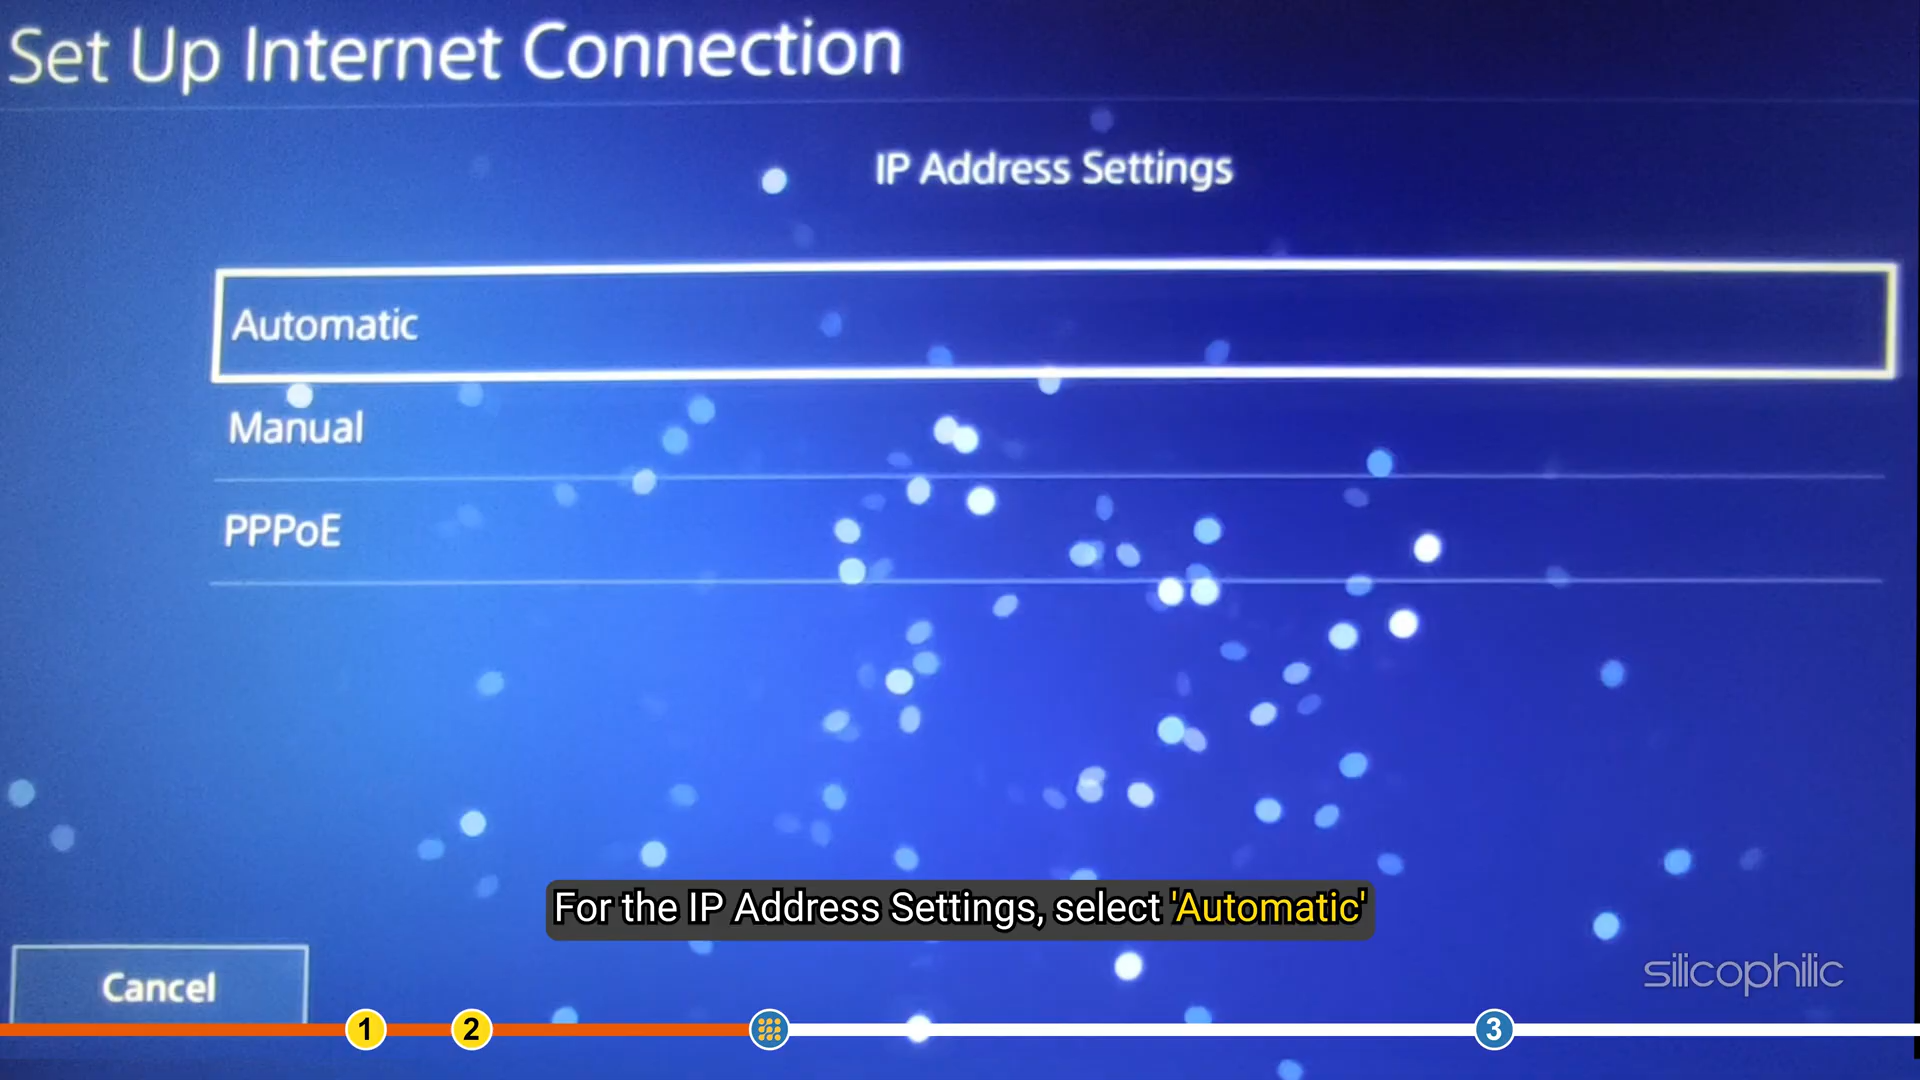 Set Up Internet Connection
IP Address Settings
Automatic
Manual
PPPoE
For the IP Address Settings, select 'Automatic'
Cancel
silicophilic
1
2
3